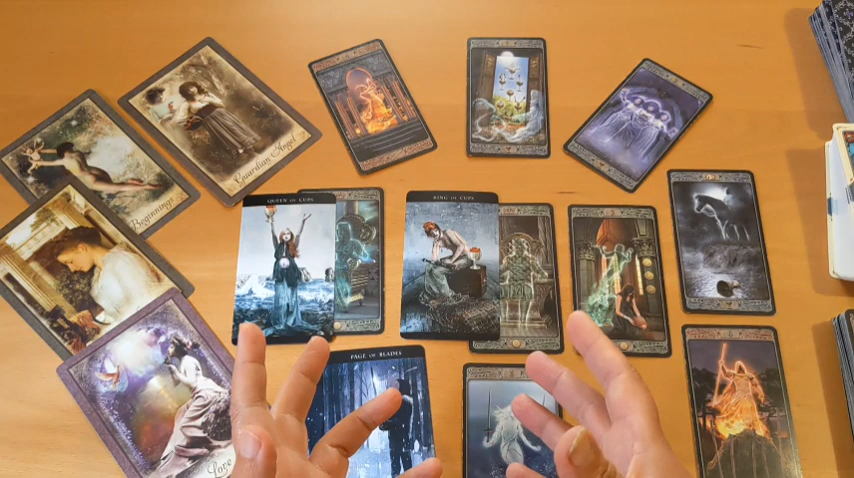 Guardian Angel
Beginnings
QUEEN OF CUPS
KING OF CUPS
PAGE OF BLADES
Love